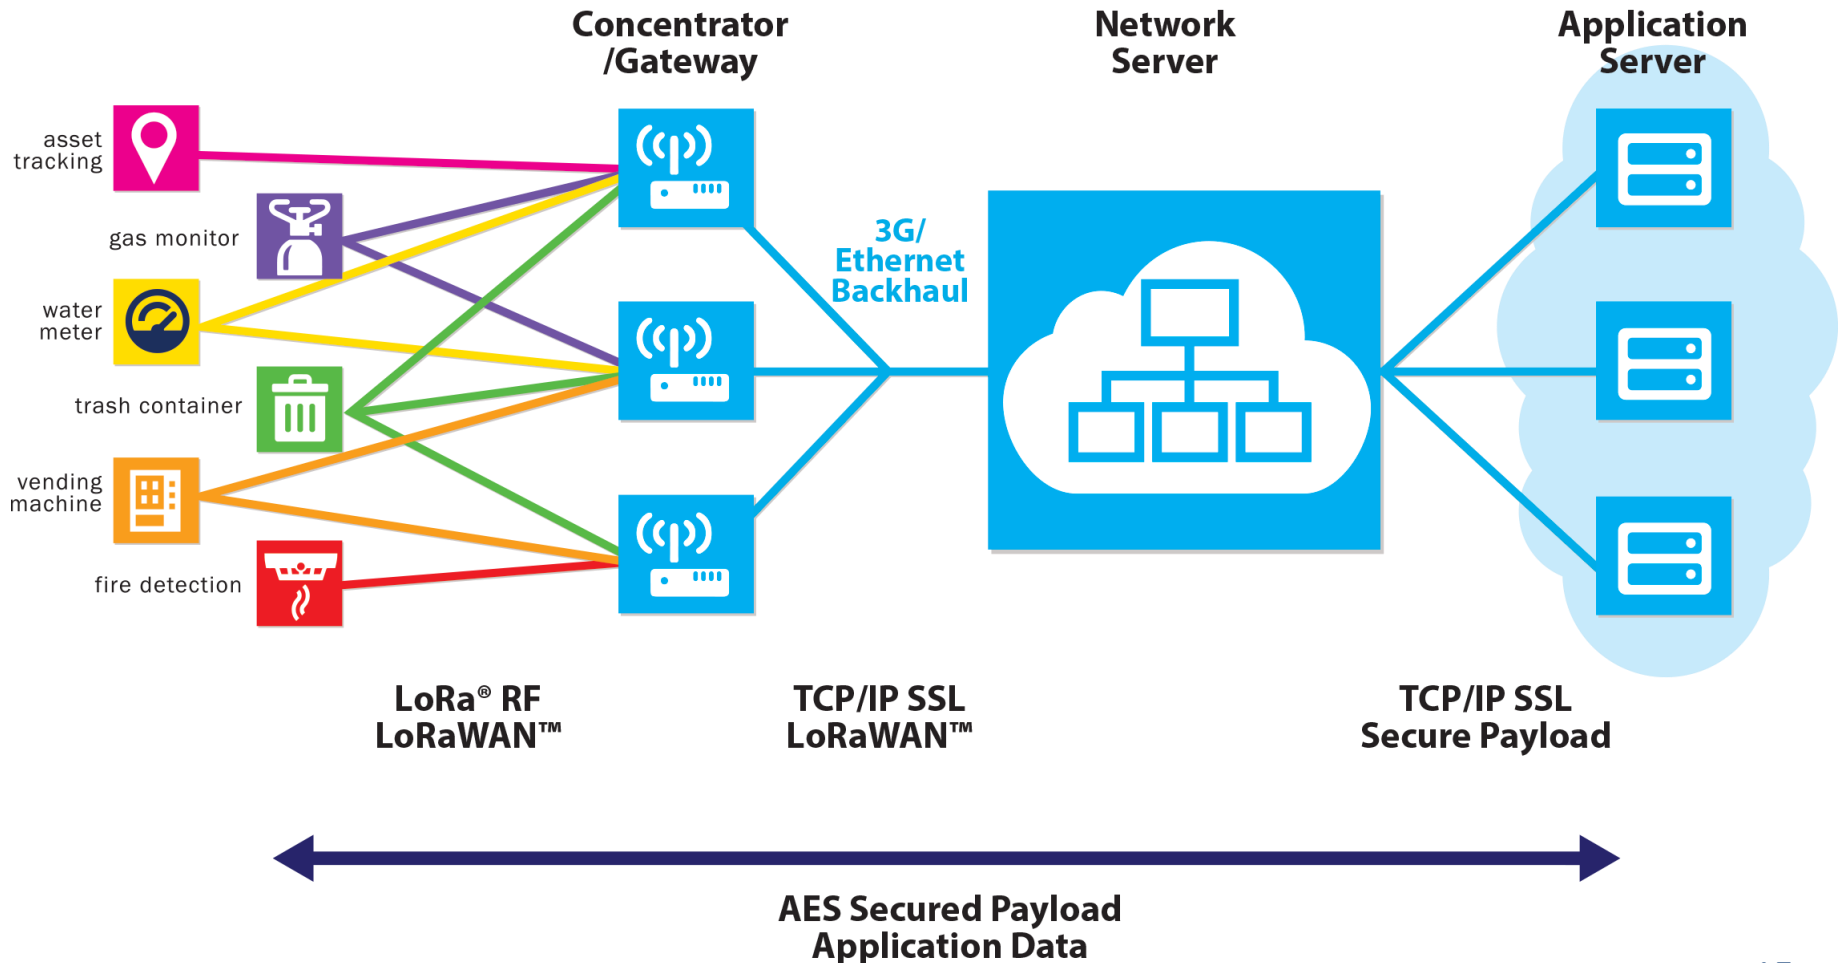 Concentrator
/Gateway
Network
Server
Application
Server
asset
tracking
gas monitor
water
meter
trash container
vending
machine
fire detection
3G/
Ethernet
Backhaul
LoRa® RF
LoRaWAN™
TCP/IP SSL
LoRaWAN™
TCP/IP SSL
Secure Payload
AES Secured Payload
Application Data